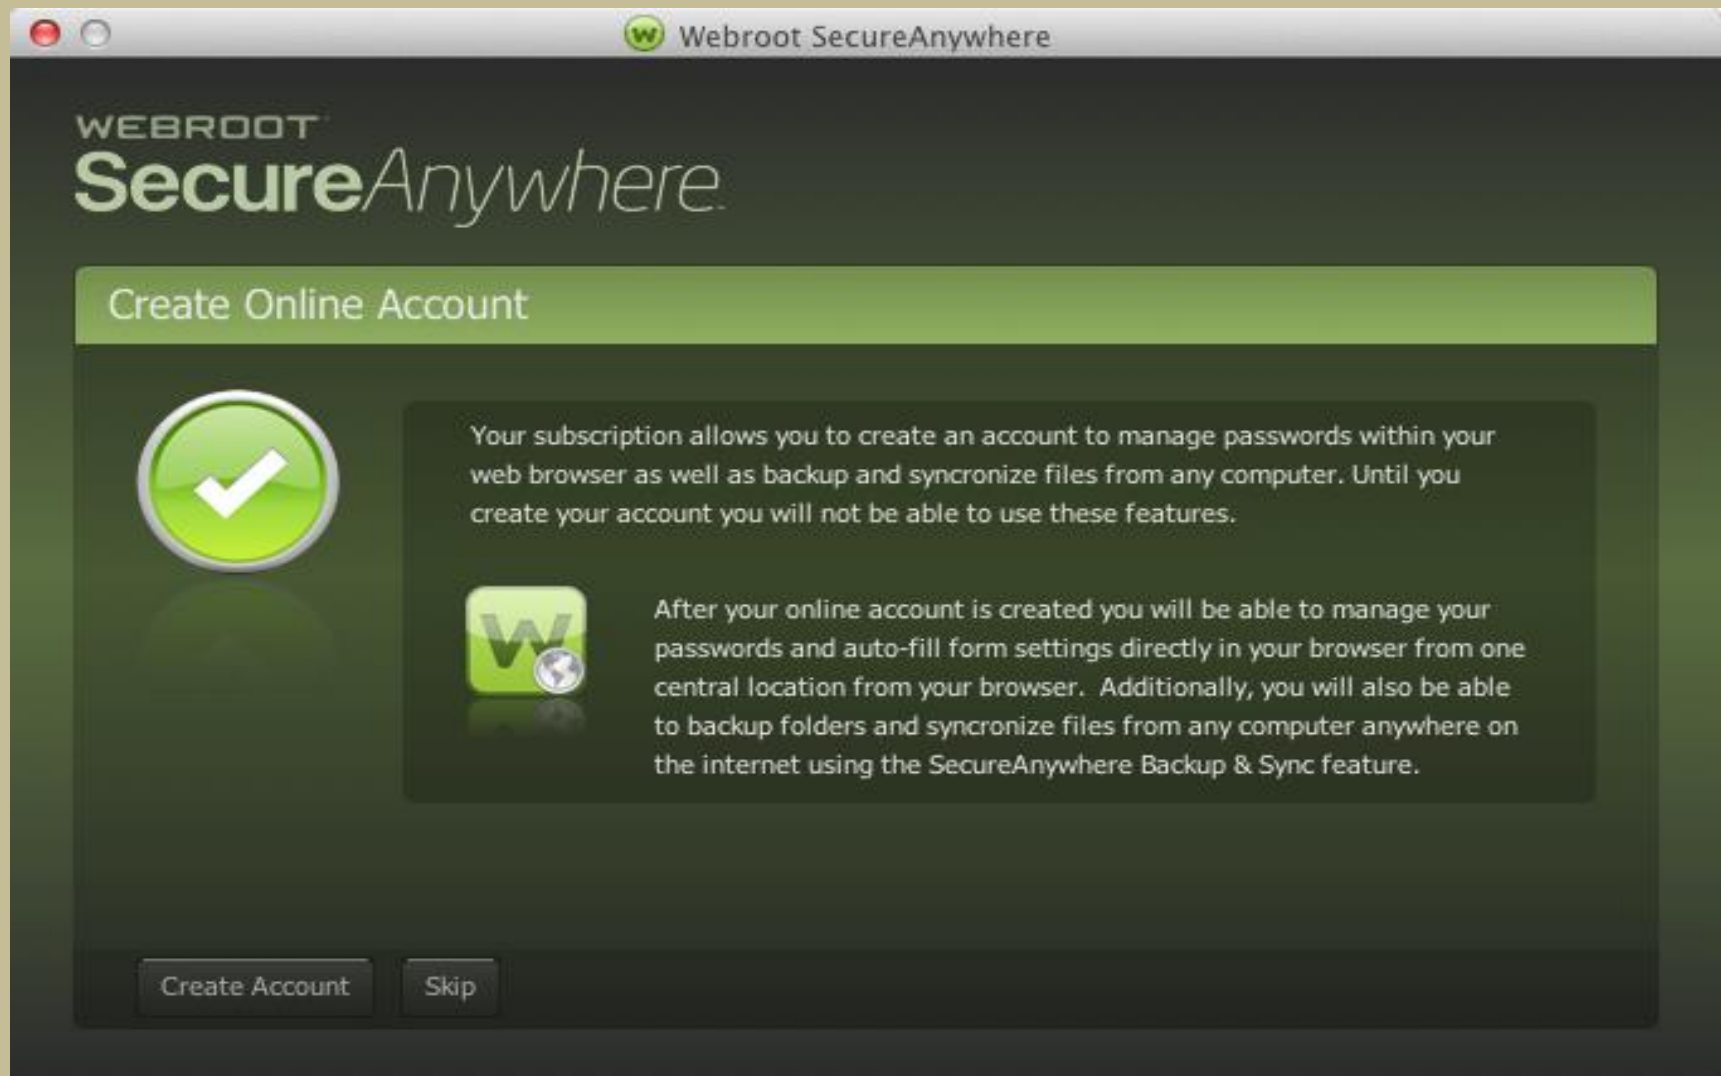 Webroot SecureAnywhere
WEBROOT
SecureAnywhere
Create Online Account
Your subscription allows you to create an account to manage passwords within your
web browser as well as backup and syncronize files from any computer. Until you
create your account you will not be able to use these features.
After your online account is created you will be able to manage your
passwords and auto-fill form settings directly in your browser from one
central location from your browser.  Additionally, you will also be able
to backup folders and syncronize files from any computer anywhere on
the internet using the SecureAnywhere Backup & Sync feature.
Create Account
Skip